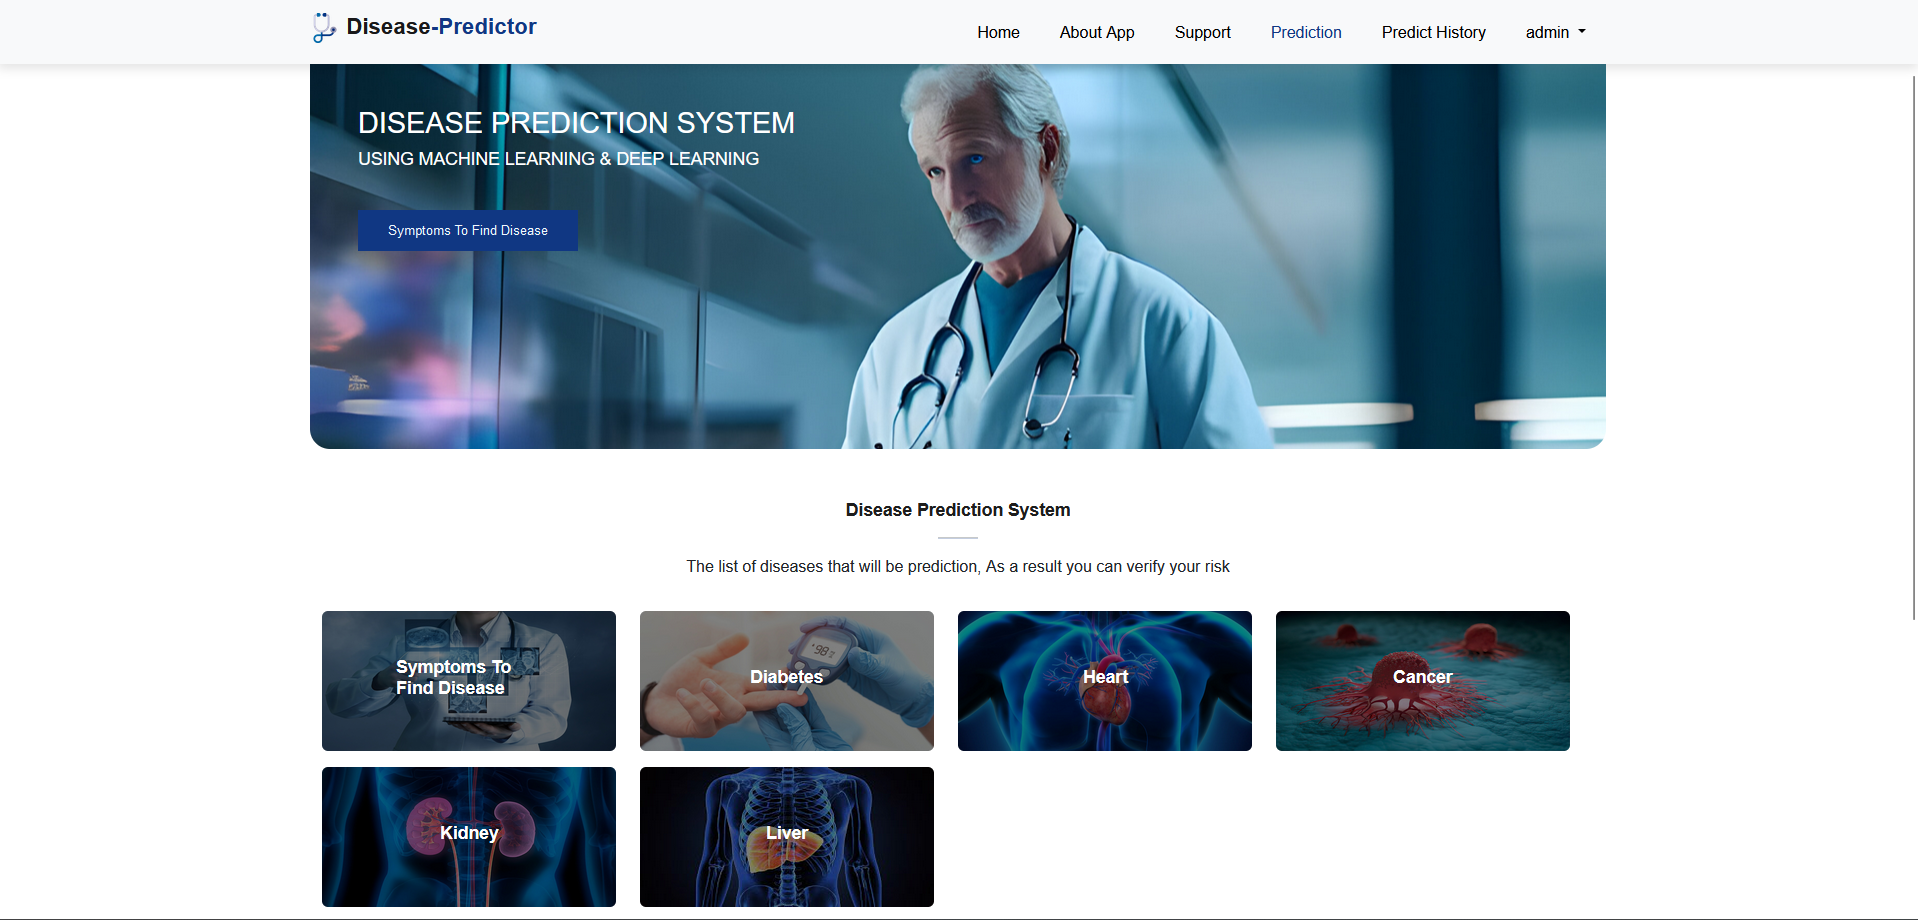 Disease-Predictor
Home
About App
Support
Prediction
Predict History
admin
DISEASE PREDICTION SYSTEM
USING MACHINE LEARNING & DEEP LEARNING
Symptoms To Find Disease
Disease Prediction System
The list of diseases that will be prediction, As a result you can verify your risk
Symptoms To
Find Disease
98
Diabetes
Heart
Cancer
Kidney
Liver